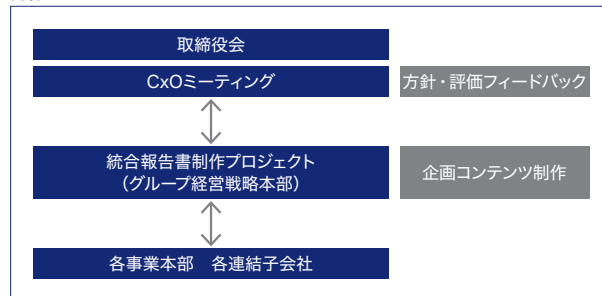 取締役会
CxOミーティング
方針・評価フィードバック
統合報告書制作プロジェクト
(グループ経営戦略本部)
企画コンテンツ制作
各事業本部　各連結子会社